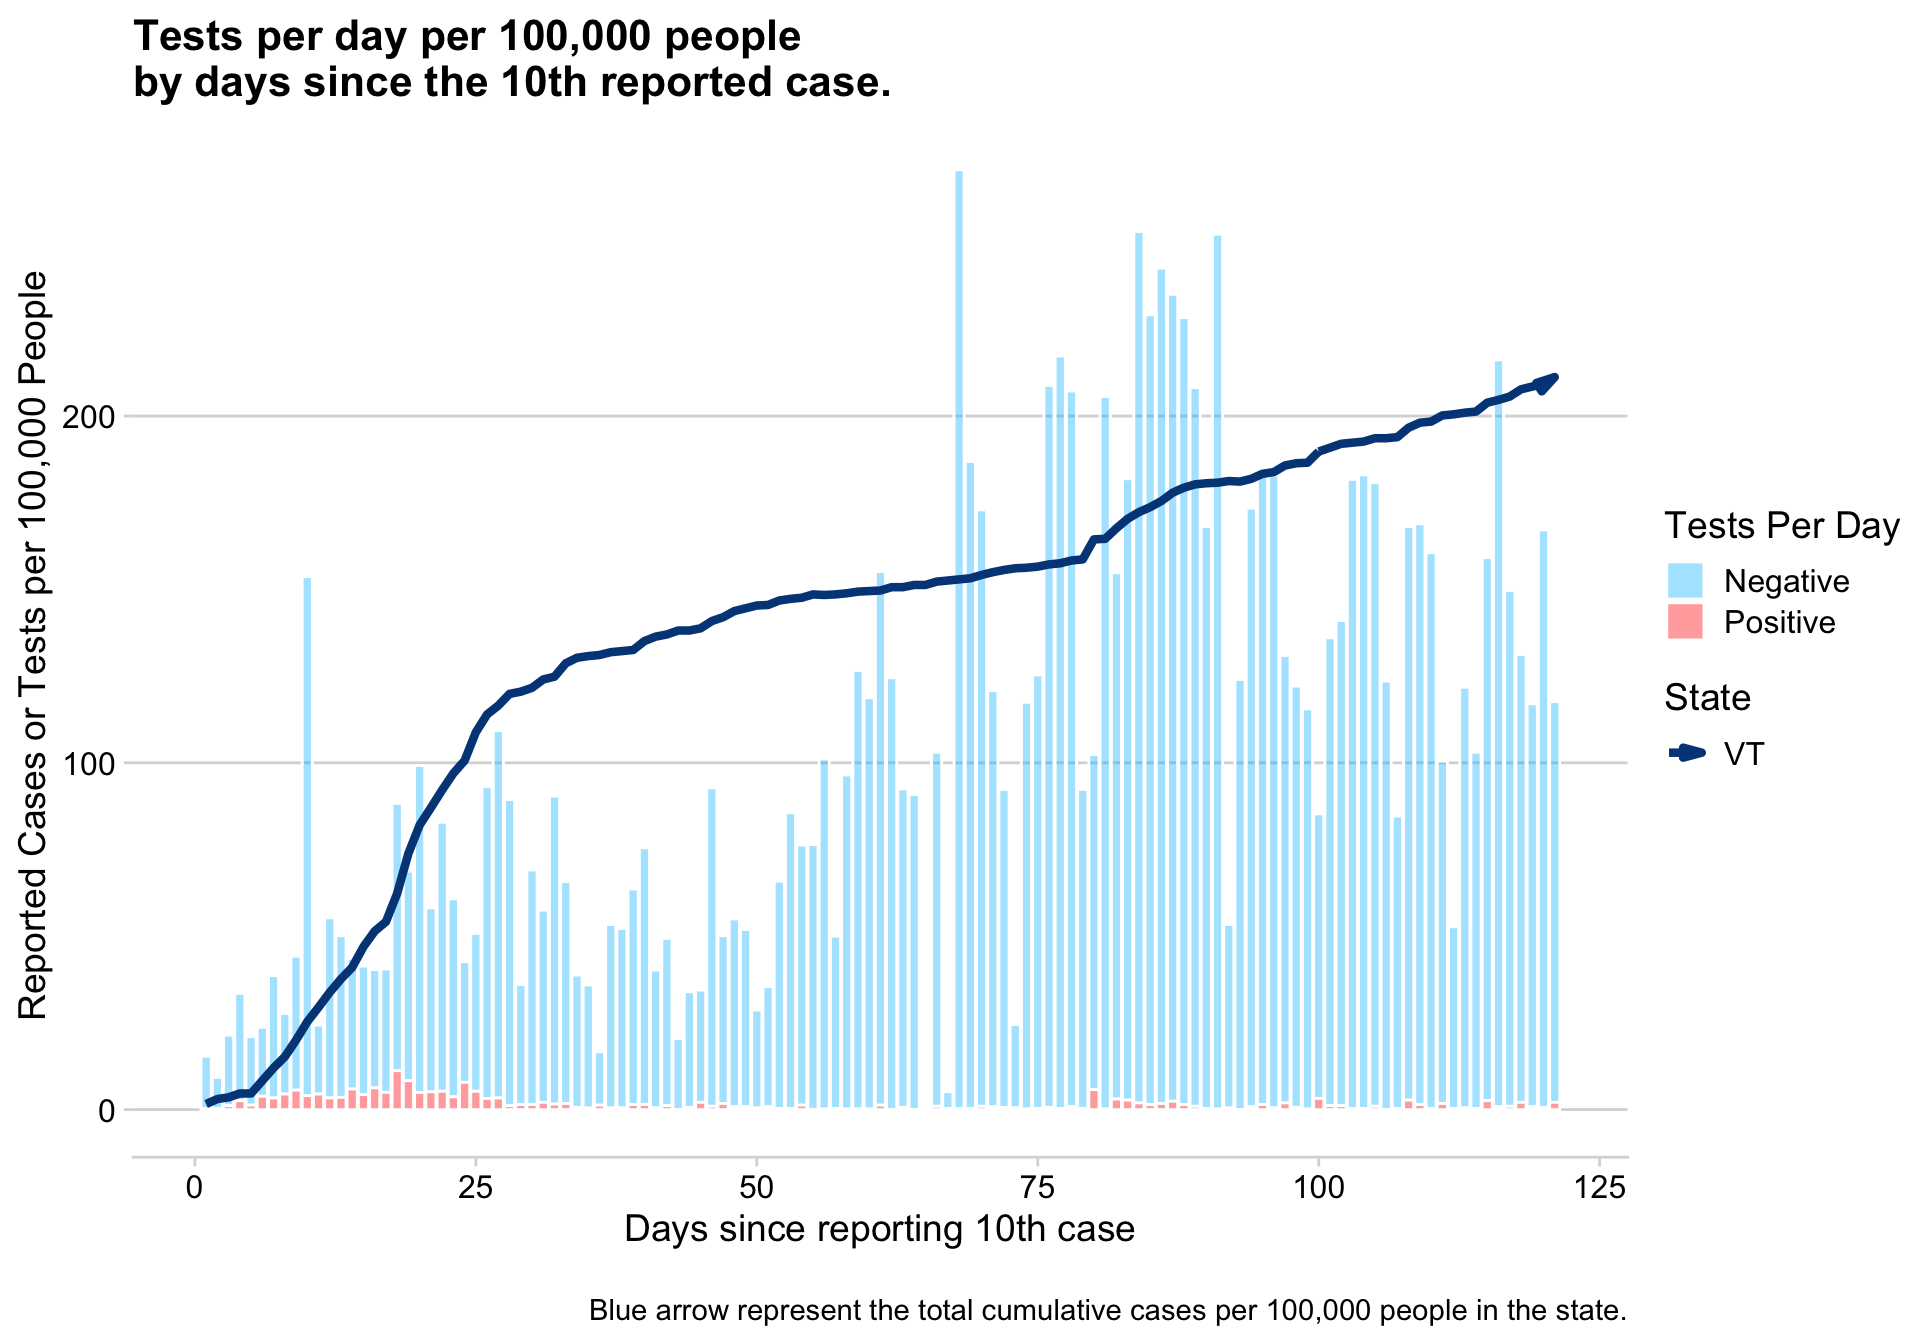 Tests per day per 100,000 people
by days since the 10th reported case.
Reported Cases or Tests per 100,000 People
200
100
0
0
25
50
75
100
125
Days since reporting 10th case
Tests Per Day
Negative
Positive
State
VT
Blue arrow represent the total cumulative cases per 100,000 people in the state.